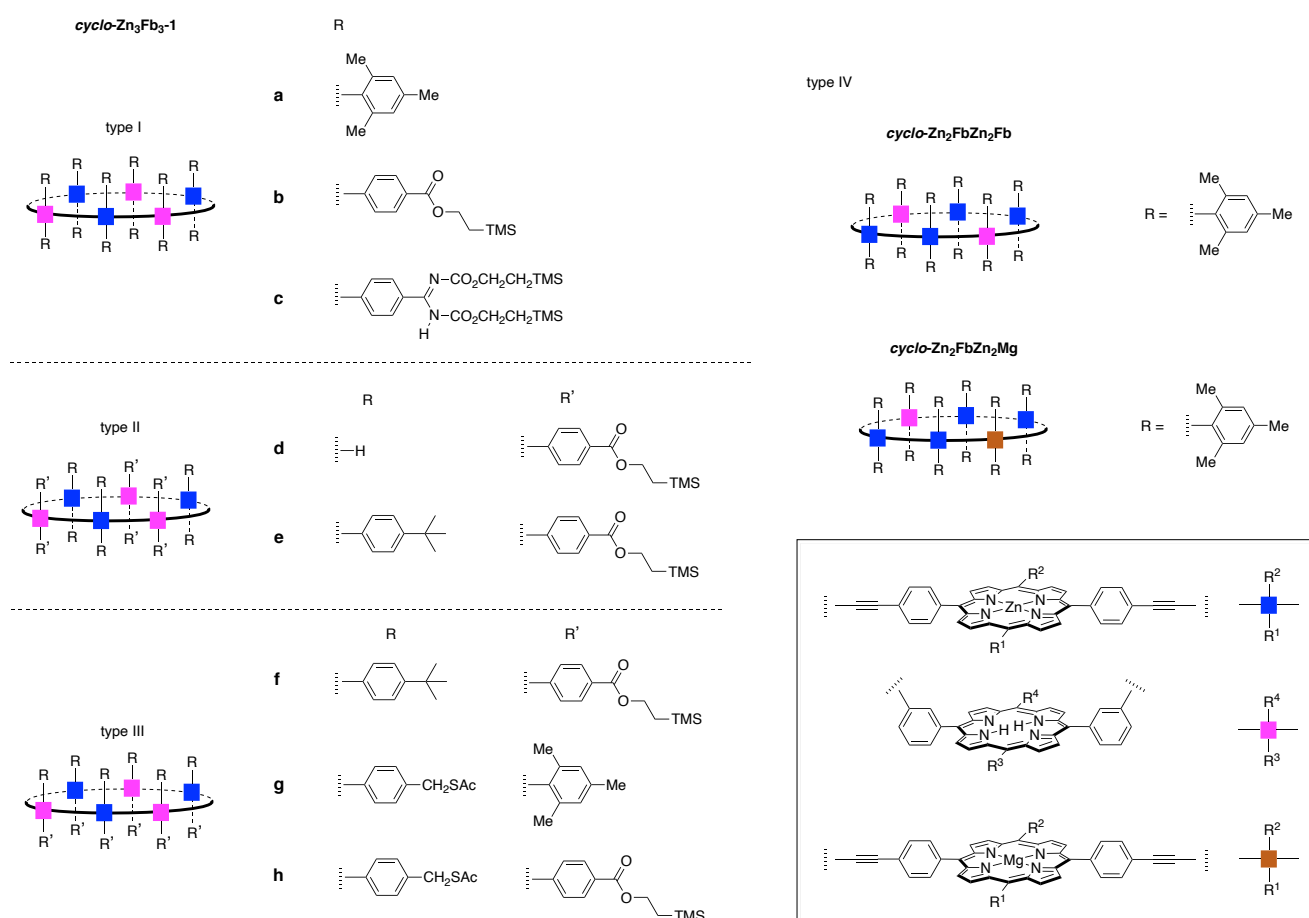 cyclo-Zn₃Fb₃-1
R
a
Me
Me
Me
type I
R R R R R R
R R R R R R
b
O
O
TMS
c
N–CO₂CH₂CH₂TMS
N–CO₂CH₂CH₂TMS
H
type II
R R'
R' R R R' R' R
R' R R R' R' R
d
H
O
O
TMS
e
O
O
TMS
type III
R R'
R R R R R R
R' R' R' R' R' R'
f
O
O
TMS
g
CH₂SAc
Me
Me
Me
h
CH₂SAc
O
O
TMS
type IV
cyclo-Zn₂FbZn₂Fb
R R R R R R
R R R R R R
R =
Me
Me
Me
cyclo-Zn₂FbZn₂Mg
R R R R R R
R R R R R R
R =
Me
Me
Me
R²
N N
Zn
N N
R¹
R²
R¹
R⁴
N N
H H
N N
R³
R⁴
R³
R²
N N
Mg
N N
R¹
R²
R¹